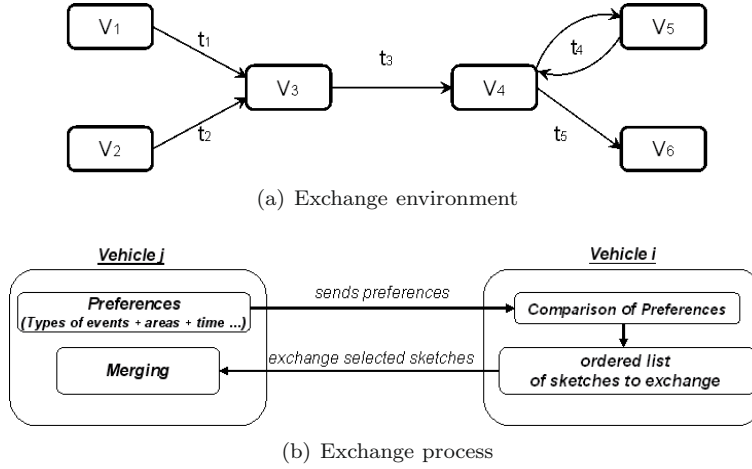 V1
t1
V2
t2
V3
t3
V4
t4
V5
t5
V6
(a) Exchange environment
Vehicle j
Preferences
(Types of events + areas + time ...)
Merging
sends preferences
exchange selected sketches
Vehicle i
Comparison of Preferences
ordered list
of sketches to exchange
(b) Exchange process